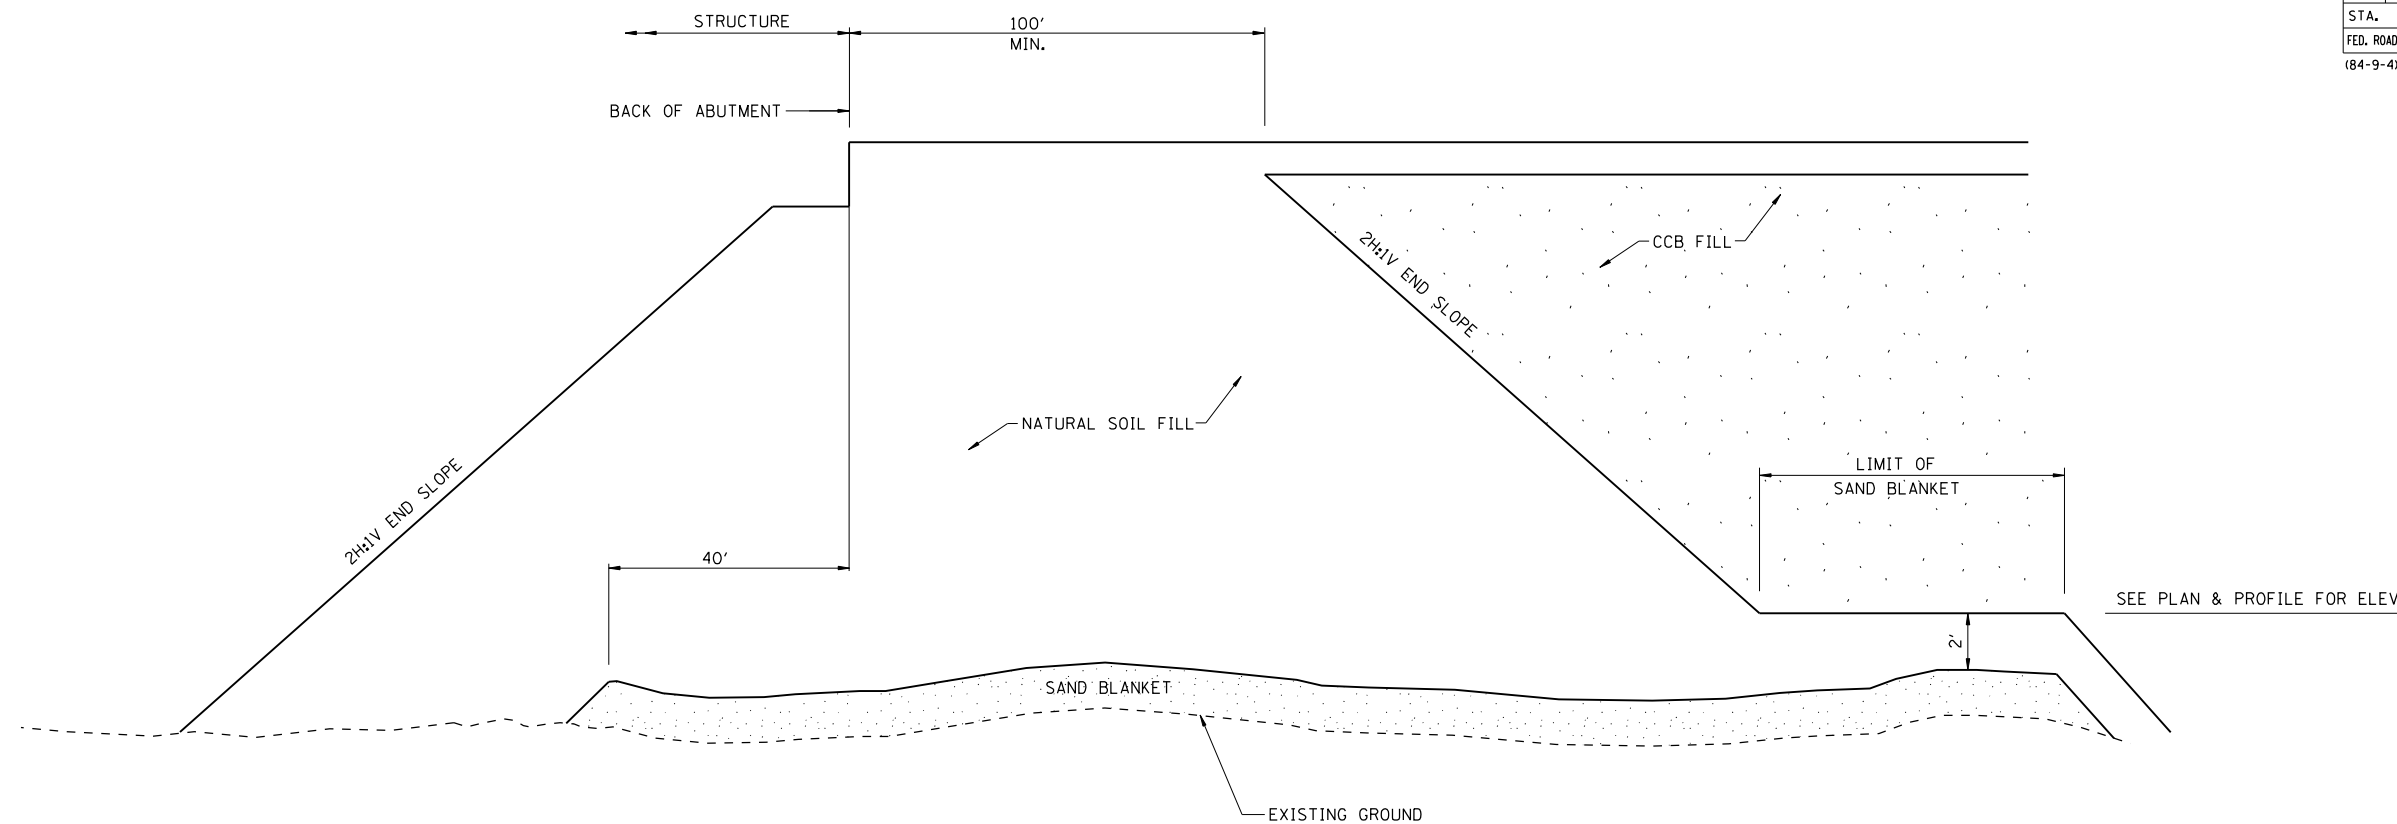 STRUCTURE
100'
MIN.
STA.
FED. ROAD
(84-9-4)
BACK OF ABUTMENT
CCB FILL
2H:1V END SLOPE
NATURAL SOIL FILL
LIMIT OF
SAND BLANKET
2H:1V END SLOPE
40'
SEE PLAN & PROFILE FOR ELEV
2'
SAND BLANKET
EXISTING GROUND